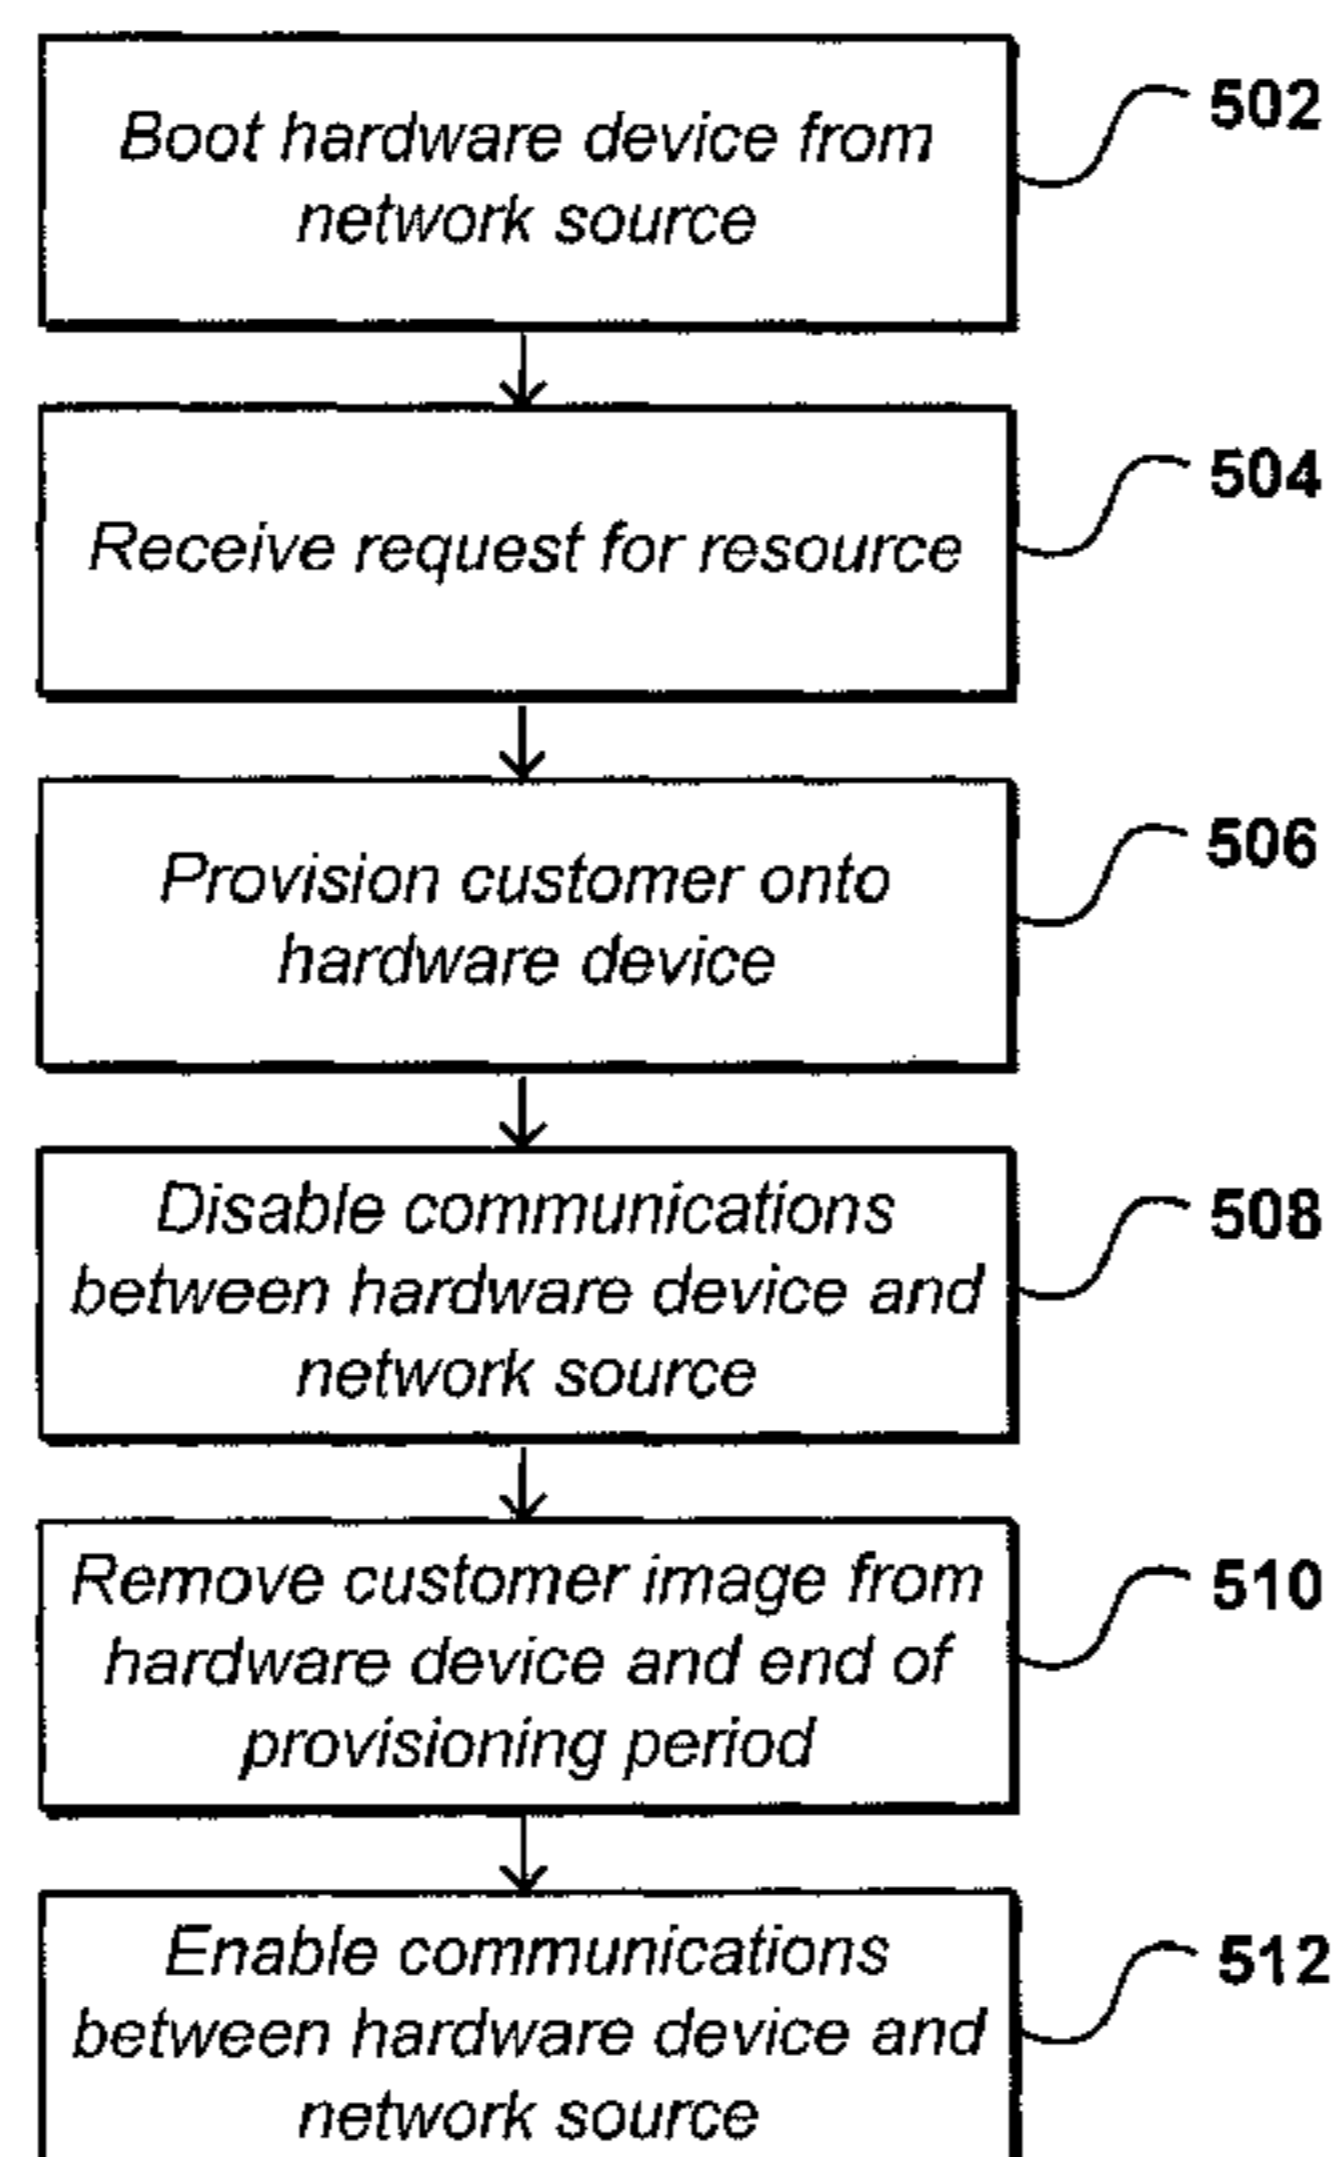 Boot hardware device from
network source
502
Receive request for resource
504
Provision customer onto
hardware device
506
Disable communications
between hardware device and
network source
508
Remove customer image from
hardware device and end of
provisioning period
510
Enable communications
between hardware device and
network source
512